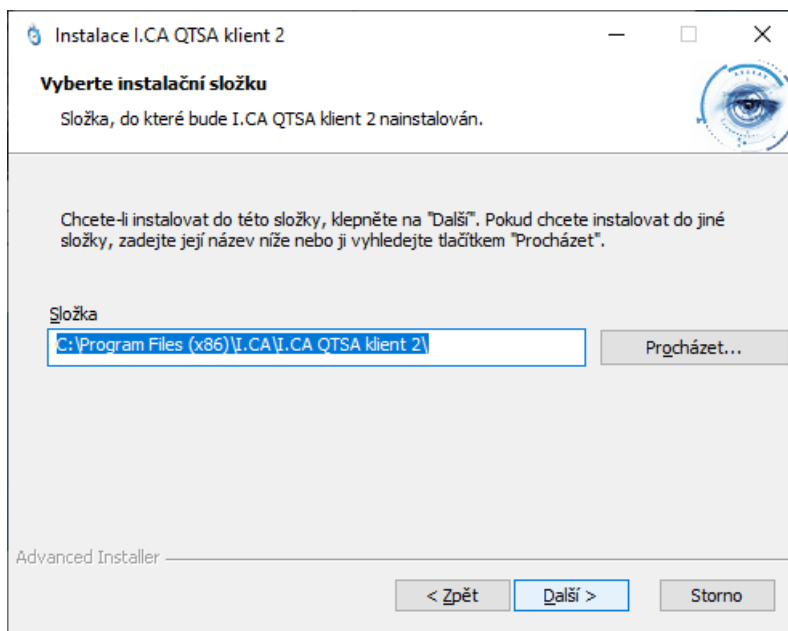 Instalace I.CA QTSA klient 2
Vyberte instalační složku
Složka, do které bude I.CA QTSA klient 2 nainstalován.
Chcete-li instalovat do této složky, klepněte na "Další". Pokud chcete instalovat do jiné
složky, zadejte její název níže nebo ji vyhledejte tlačítkem "Procházet".
Složka
C:\Program Files (x86)\I.CA\I.CA QTSA klient 2\
Procházet...
Advanced Installer
< Zpět
Další >
Storno